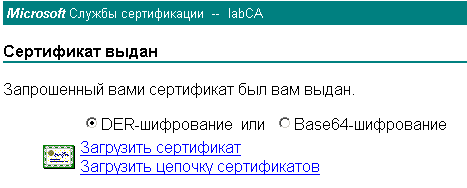 Microsoft Службы сертификации -- labCA
Сертификат выдан
Запрошенный вами сертификат был вам выдан.
DER-шифрование или Base64-шифрование
Загрузить сертификат
Загрузить цепочку сертификатов